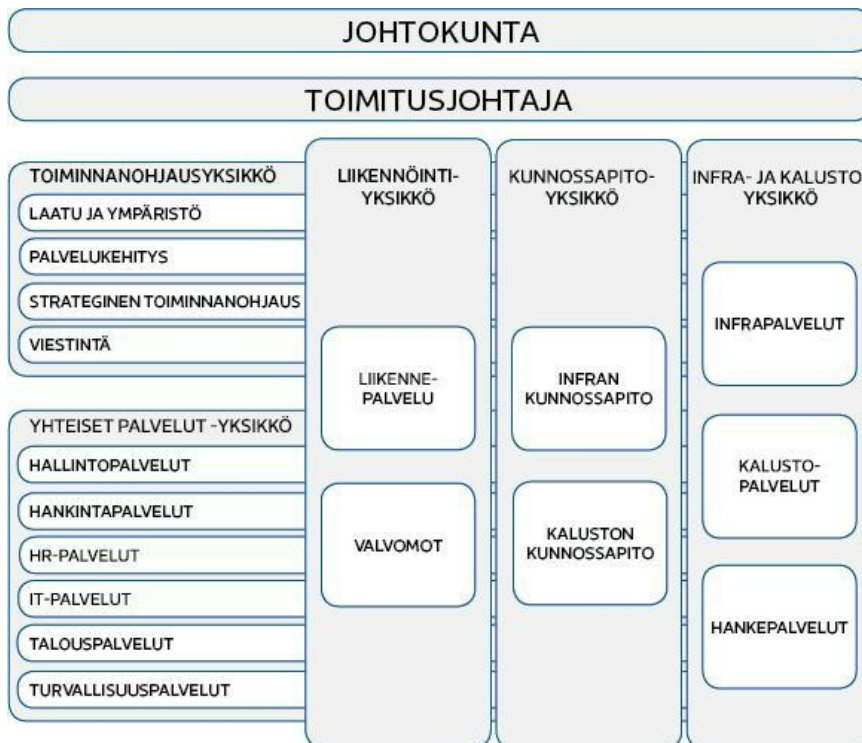 JOHTOKUNTA
TOIMITUSJOHTAJA
TOIMINNANOHJAUSYKSIKKÖ
LAATU JA YMPÄRISTÖ
PALVELUKEHITYS
STRATEGINEN TOIMINNANOHJAUS
VIESTINTÄ
YHTEISET PALVELUT -YKSIKKÖ
HALLINTOPALVELUT
HANKINTAPALVELUT
HR-PALVELUT
IT-PALVELUT
TALOUSPALVELUT
TURVALLISUUSPALVELUT
LIIKENNÖINTI-
YKSIKKÖ
LIIKENNE-
PALVELU
VALVOMOT
KUNNOSSAPITO-
YKSIKKÖ
INFRAN
KUNNOSSAPITO
KALUSTON
KUNNOSSAPITO
INFRA- JA KALUSTO
YKSIKKÖ
INFRAPALVELUT
KALUSTO-
PALVELUT
HANKEPALVELUT